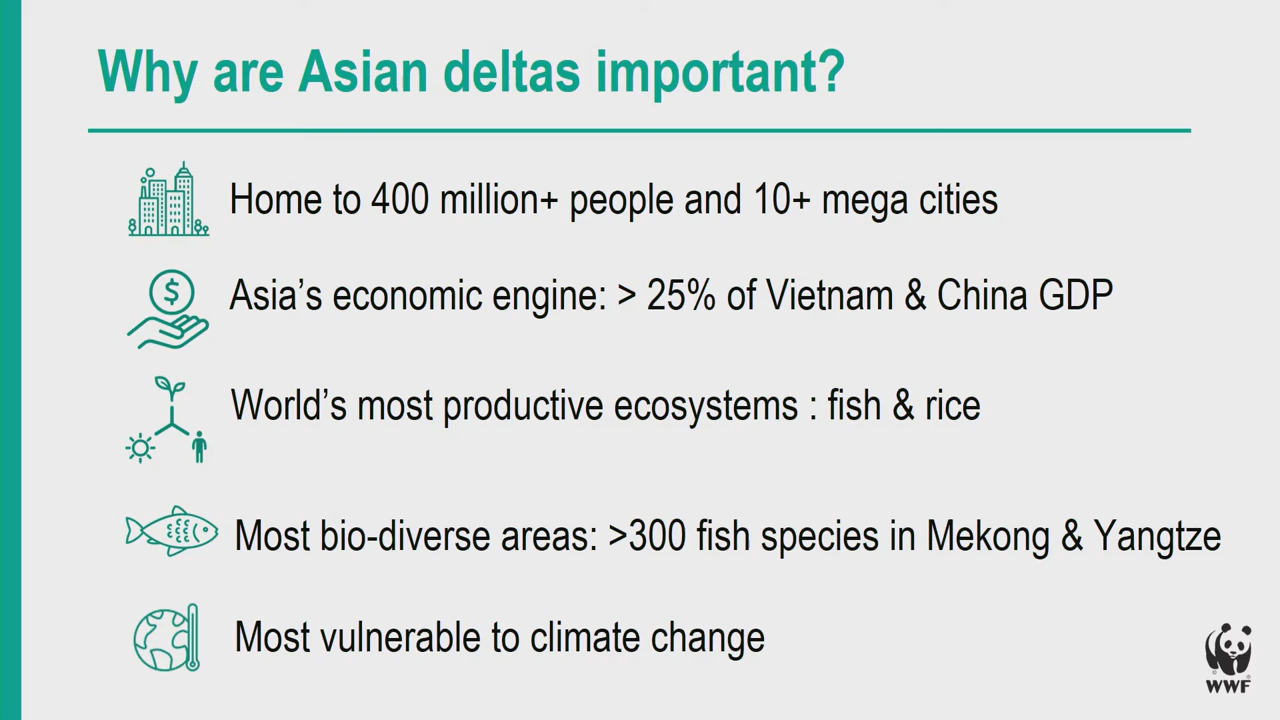 Why are Asian deltas important?
Home to 400 million+ people and 10+ mega cities
$
Asia’s economic engine: > 25% of Vietnam & China GDP
World’s most productive ecosystems : fish & rice
Most bio-diverse areas: >300 fish species in Mekong & Yangtze
Most vulnerable to climate change
© ®
WWF